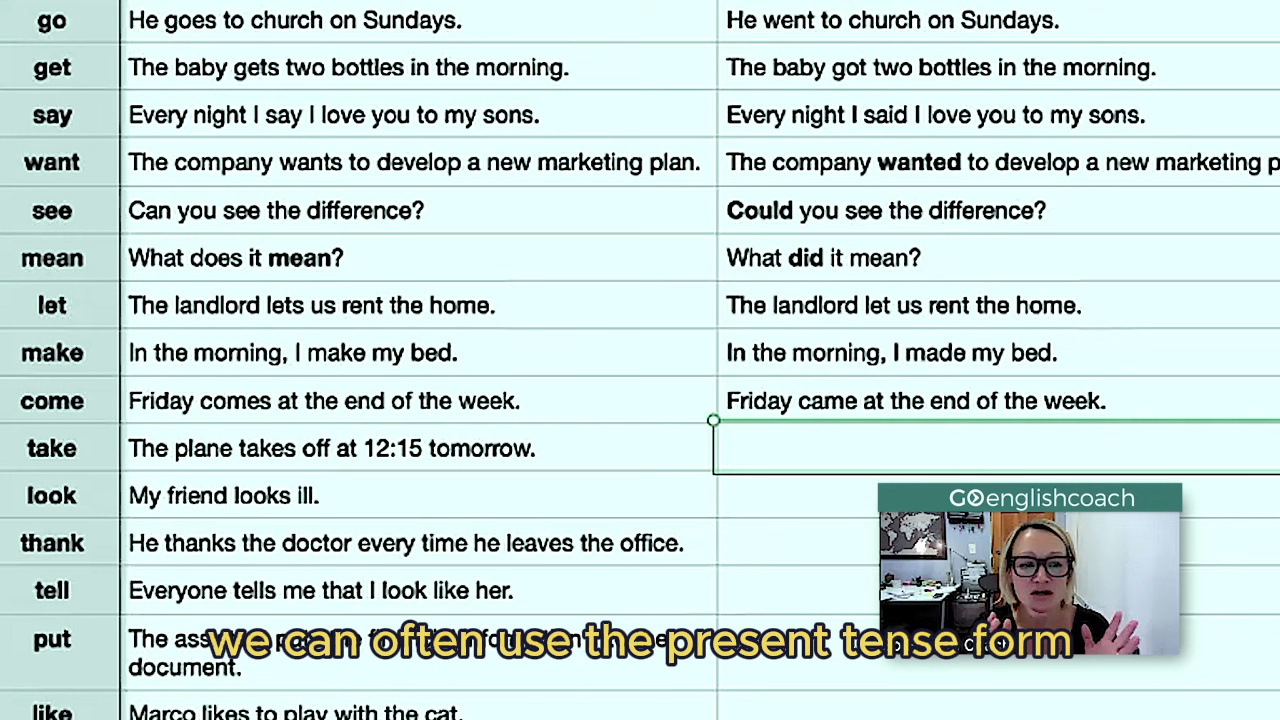 go He goes to church on Sundays. He went to church on Sundays.
get The baby gets two bottles in the morning. The baby got two bottles in the morning.
say Every night I say I love you to my sons. Every night I said I love you to my sons.
want The company wants to develop a new marketing plan. The company wanted to develop a new marketing p
see Can you see the difference? Could you see the difference?
mean What does it mean? What did it mean?
let The landlord lets us rent the home. The landlord let us rent the home.
make In the morning, I make my bed. In the morning, I made my bed.
come Friday comes at the end of the week. Friday came at the end of the week.
take The plane takes off at 12:15 tomorrow.
look My friend looks ill.
GO englishcoach
thank He thanks the doctor every time he leaves the office.
tell Everyone tells me that I look like her.
put The
we can often use the present tense form
document.
like Marco likes to play with the cat.